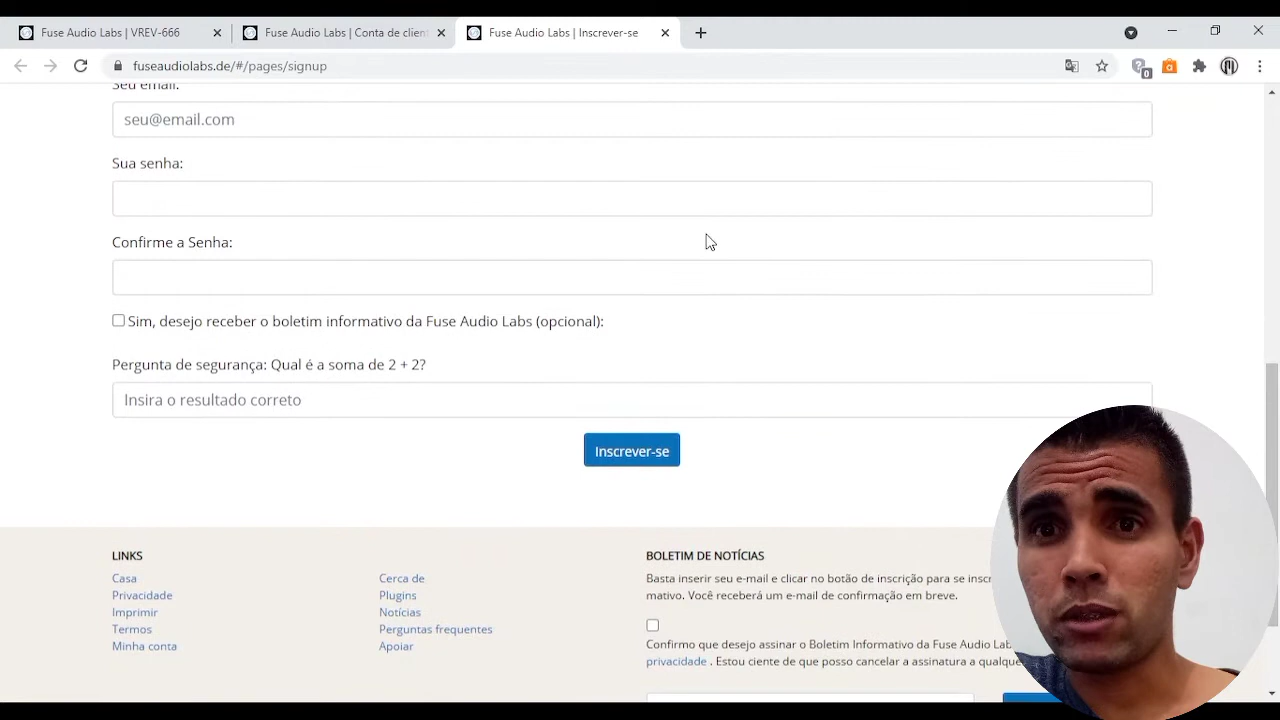 Fuse Audio Labs | VREV-666
Fuse Audio Labs | Conta de clien
Fuse Audio Labs | Inscrever-se
fuseaudiolabs.de/#/pages/signup
0
a
Seu email:
seu@email.com
Sua senha:
Confirme a Senha:
Sim, desejo receber o boletim informativo da Fuse Audio Labs (opcional):
Pergunta de segurança: Qual é a soma de 2 + 2?
Insira o resultado correto
Inscrever-se
LINKS
Casa
Privacidade
Imprimir
Termos
Minha conta
Cerca de
Plugins
Notícias
Perguntas frequentes
Apoiar
BOLETIM DE NOTÍCIAS
Basta inserir seu e-mail e clicar no botão de inscrição para se inscr
mativo. Você receberá um e-mail de confirmação em breve.
Confirmo que desejo assinar o Boletim Informativo da Fuse Audio Lab
privacidade . Estou ciente de que posso cancelar a assinatura a qualque